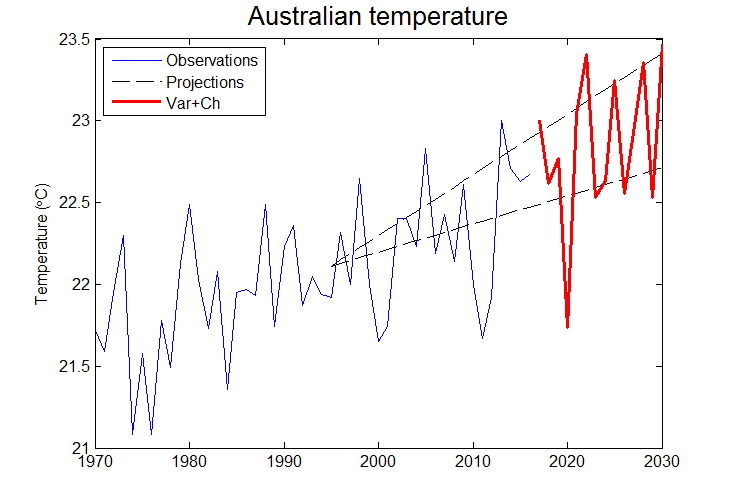 Australian temperature
23.5
23
22.5
22
21.5
21
Temperature (°C)
Observations
Projections
Var+Ch
1970 1980 1990 2000 2010 2020 2030